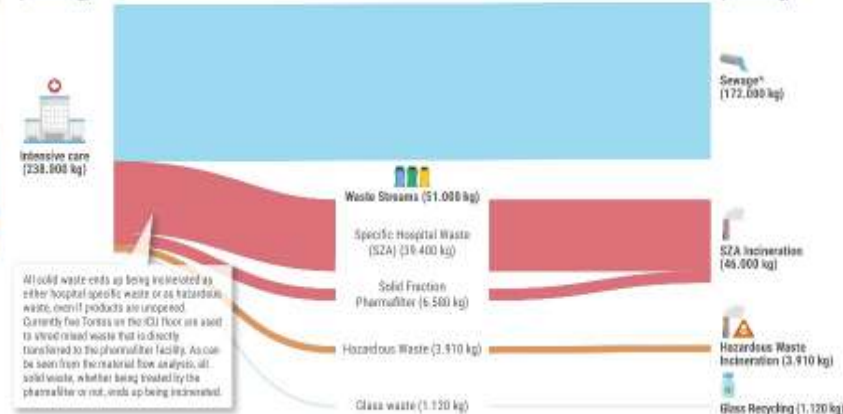 Sewage*
(172.000 kg)
Intensive care
(238.000 kg)
Waste Streams (51.000 kg)
Specific Hospital Waste
(SZA) (39.400 kg)
SZA Incineration
(46.000 kg)
Solid Fraction
Pharmafilter (6.580 kg)
All solid waste ends up being incinerated as
either hospital specific waste or as hazardous
waste, even if products are unopened.
Currently five Tontos on the ICU floor are used
to shred mixed waste that is directly
transferred to the pharmafilter facility. As can
be seen from the material flow analysis, all
solid waste, whether being treated by the
pharmafilter or not, ends up being incinerated.
Hazardous Waste (3.910 kg)
Hazardous Waste
Incineration (3.910 kg)
Glass waste (1.120 kg)
Glass Recycling (1.120 kg)